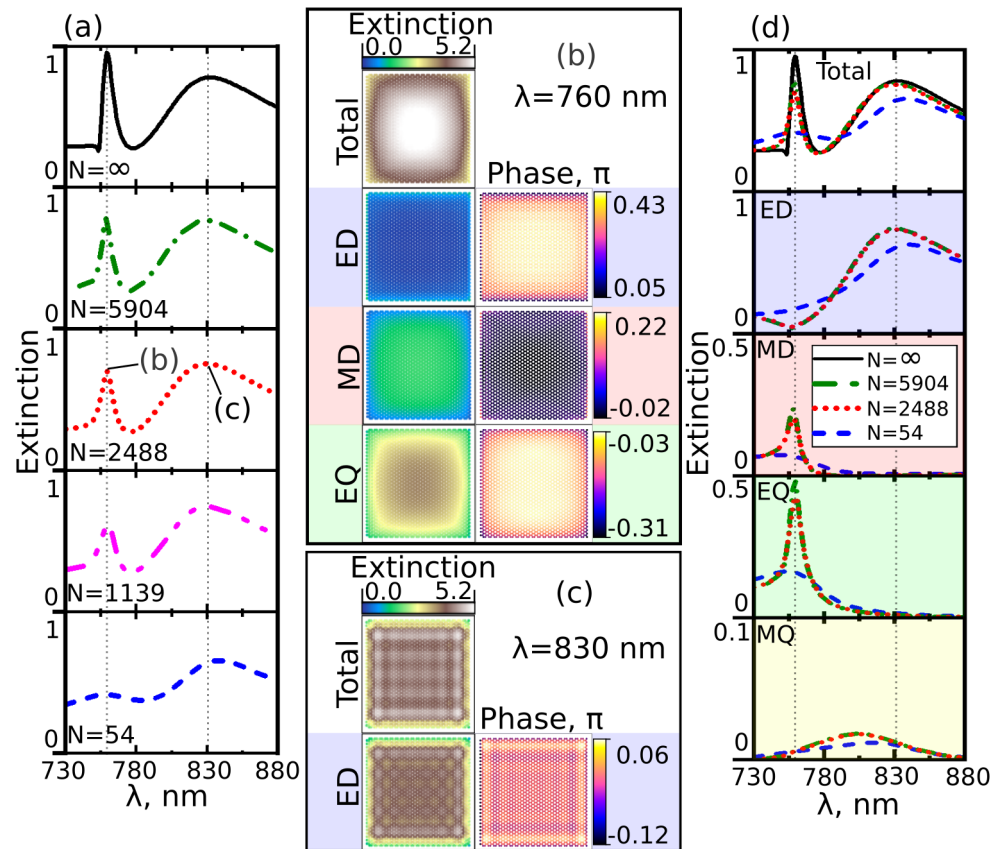 (a)
1
0
N=∞
1
0
N=5904
1
(b)
(c)
0
N=2488
1
0
N=1139
1
0
N=54
730 780 830 880
λ, nm
Extinction
Extinction
0.0 5.2
(b)
λ=760 nm
Total
Phase, π
ED
0.43
0.05
MD
0.22
-0.02
EQ
-0.03
-0.31
Extinction
0.0 5.2
(c)
λ=830 nm
Total
Phase, π
ED
0.06
-0.12
(d)
1
Total
0
1
ED
0
0.5
MD
N=∞
N=5904
N=2488
N=54
0
0.5
EQ
0
0.1
MQ
0
730 780 830 880
λ, nm
Extinction